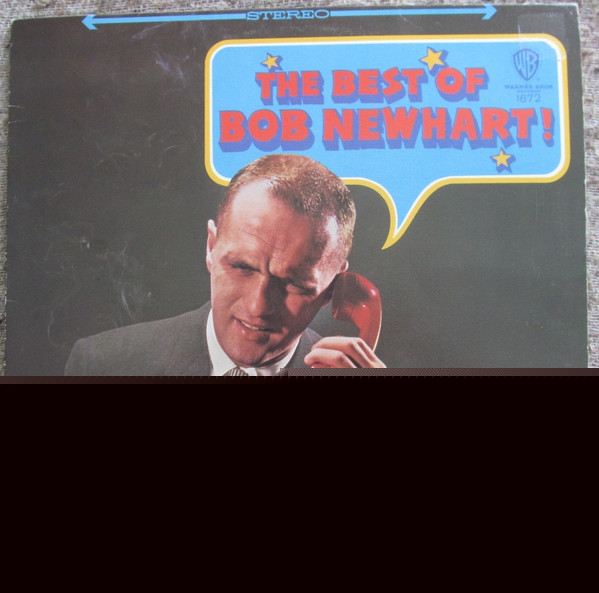 STEREO
THE BEST OF
BOB NEWHART!
WB
WARNER BROS
1672